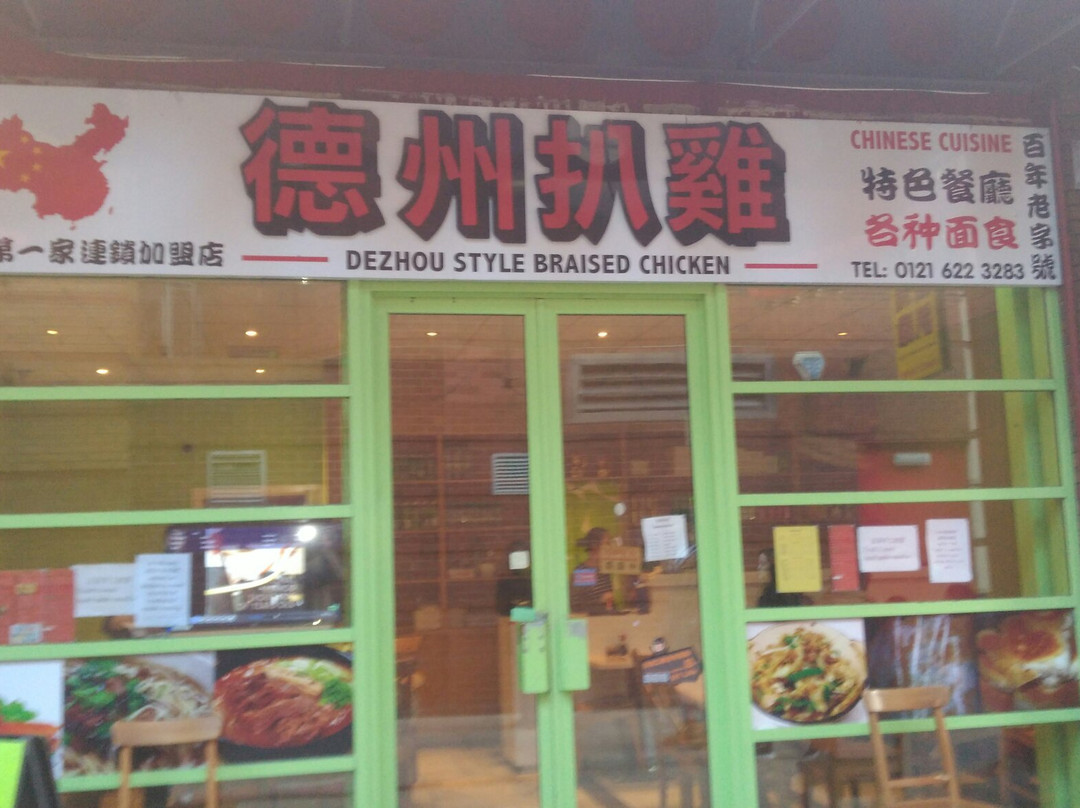 德州扒雞
第一家連鎖加盟店
DEZHOU STYLE BRAISED CHICKEN
CHINESE CUISINE
特色餐廳
各种面食
TEL: 0121 622 3283
百年老字號